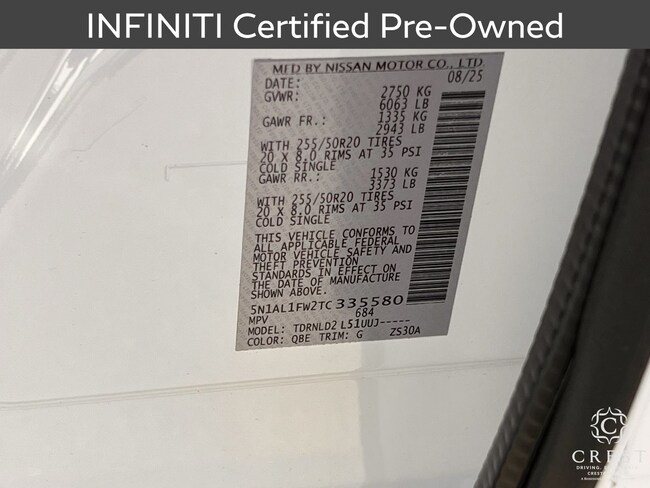 INFINITI Certified Pre-Owned
MFD BY NISSAN MOTOR CO., LTD.
DATE: 08/25
GVWR: 2750 KG
6063 LB
GAWR FR.: 1335 KG
2943 LB
WITH 255/50R20 TIRES
20 X 8.0 RIMS AT 35 PSI
COLD SINGLE
GAWR RR.: 1530 KG
3373 LB
WITH 255/50R20 TIRES
20 X 8.0 RIMS AT 35 PSI
COLD SINGLE
THIS VEHICLE CONFORMS TO
ALL APPLICABLE FEDERAL
MOTOR VEHICLE SAFETY AND
THEFT PREVENTION
STANDARDS IN EFFECT ON
THE DATE OF MANUFACTURE
SHOWN ABOVE.
5N1AL1FW2TC335580
MPV 684
MODEL: TDRNLD2 L51UUJ-----
COLOR: QBE TRIM: G ZS30A
C
CREST
DRIVING.